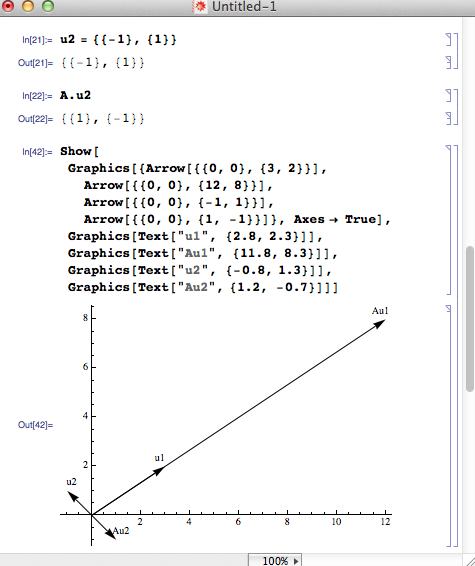 Untitled-1
In[21]:= u2 = {{-1}, {1}}
Out[21]= {{-1}, {1}}
In[22]:= A.u2
Out[22]= {{1}, {-1}}
In[42]:= Show[
Graphics[{Arrow[{{0, 0}, {3, 2}}],
Arrow[{{0, 0}, {12, 8}}],
Arrow[{{0, 0}, {-1, 1}}],
Arrow[{{0, 0}, {1, -1}}]}, Axes → True],
Graphics[Text["u1", {2.8, 2.3}]],
Graphics[Text["Au1", {11.8, 8.3}]],
Graphics[Text["u2", {-0.8, 1.3}]],
Graphics[Text["Au2", {1.2, -0.7}]]]
Au1
8
6
4
Out[42]=
2
u1
u2
Au2
2 4 6 8 10 12
100%